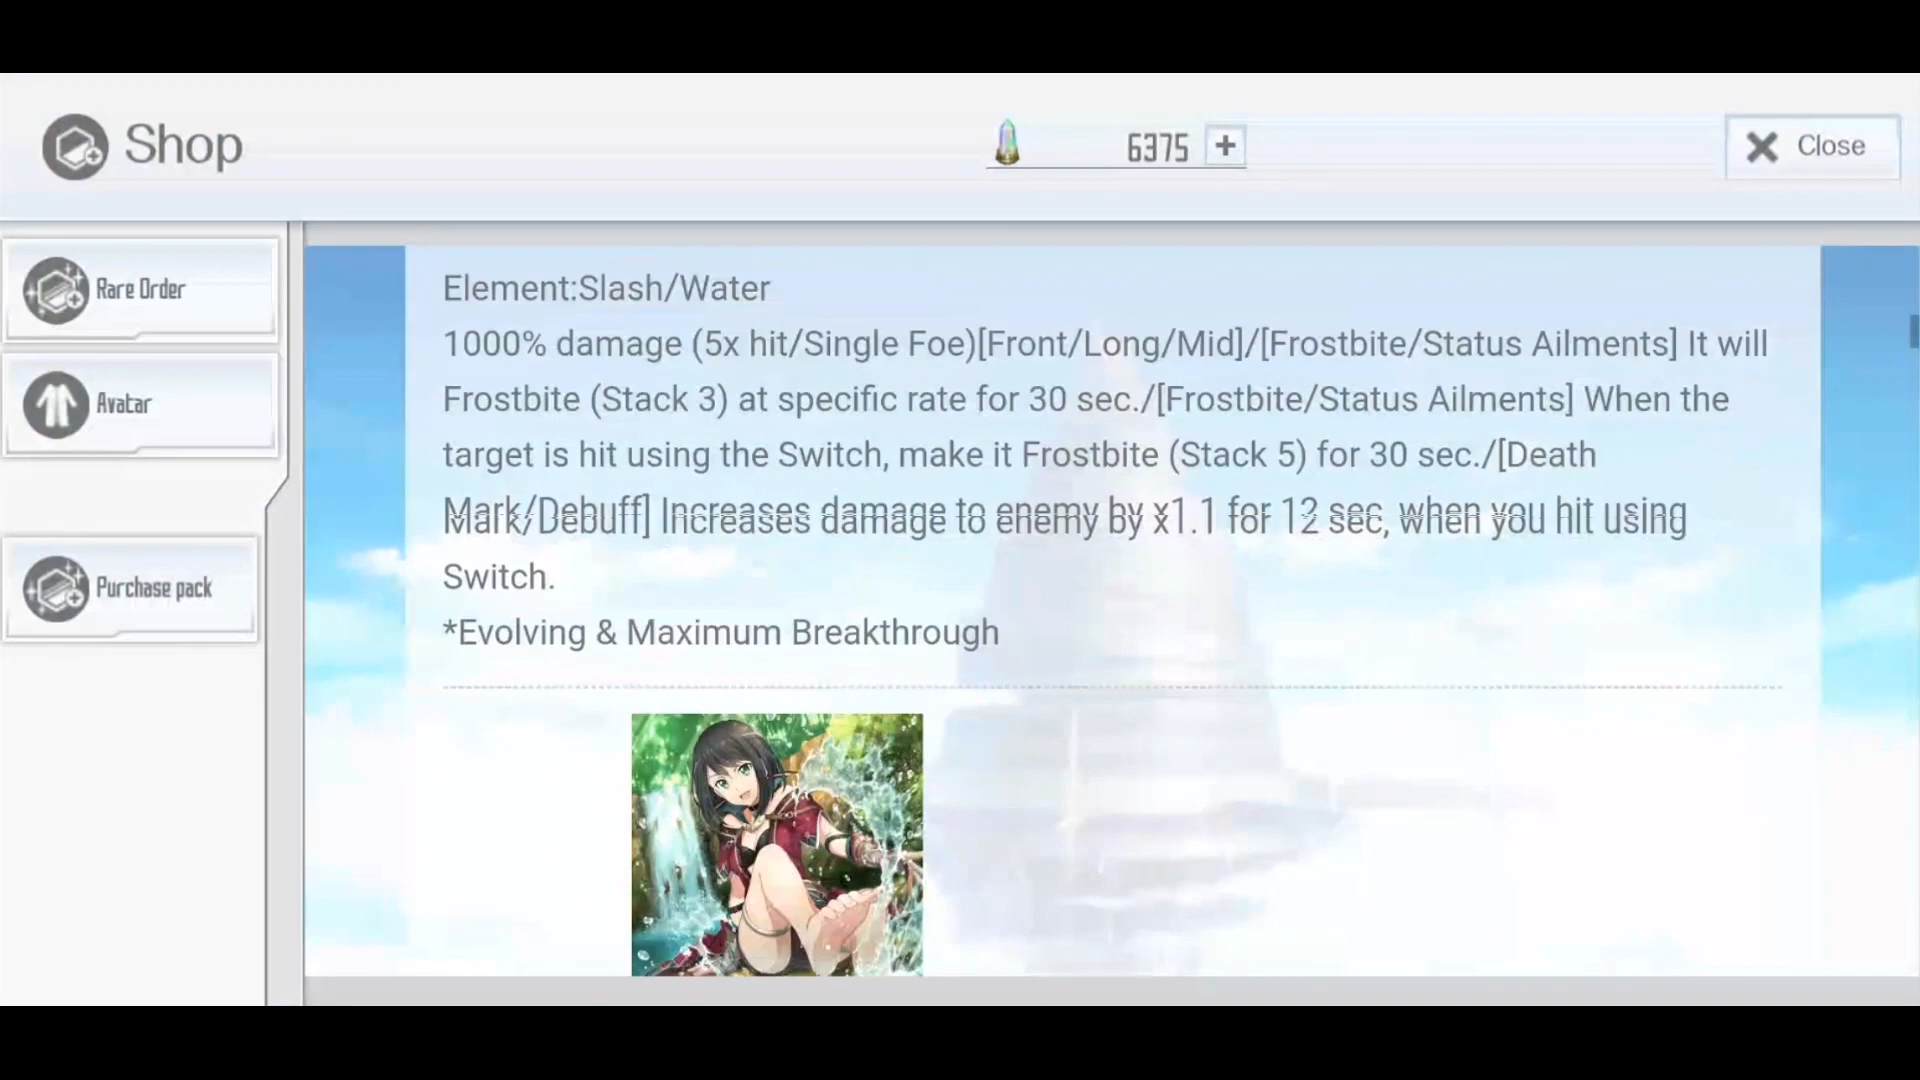 Shop
6375
Close
Rare Order
Avatar
Purchase pack
Element:Slash/Water
1000% damage (5x hit/Single Foe)[Front/Long/Mid]/[Frostbite/Status Ailments] It will
Frostbite (Stack 3) at specific rate for 30 sec./[Frostbite/Status Ailments] When the
target is hit using the Switch, make it Frostbite (Stack 5) for 30 sec./[Death
Mark/Debuff] Increases damage to enemy by x1.1 for 12 sec, when you hit using
Switch.
*Evolving & Maximum Breakthrough